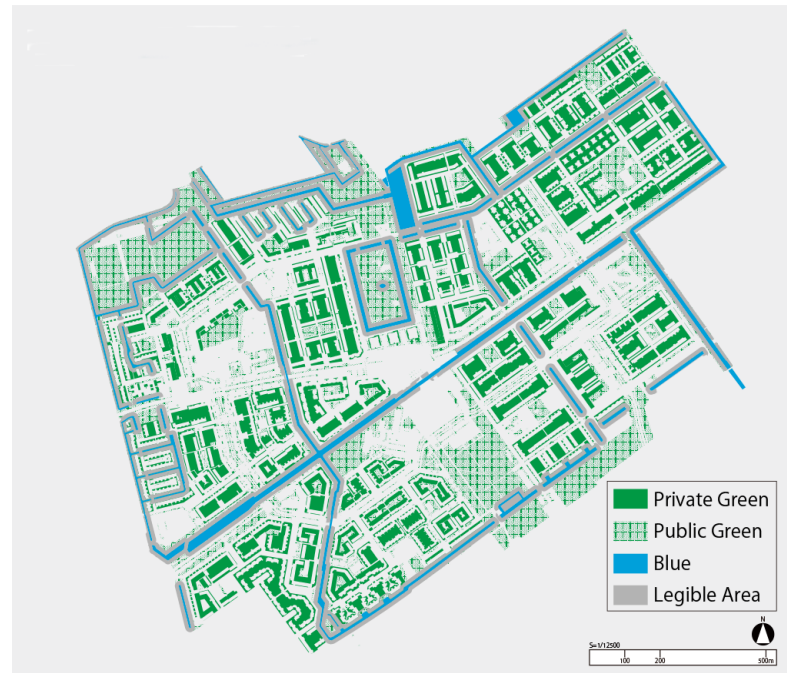 Private Green
Public Green
Blue
Legible Area
N
S=1/12500
100 200 500m